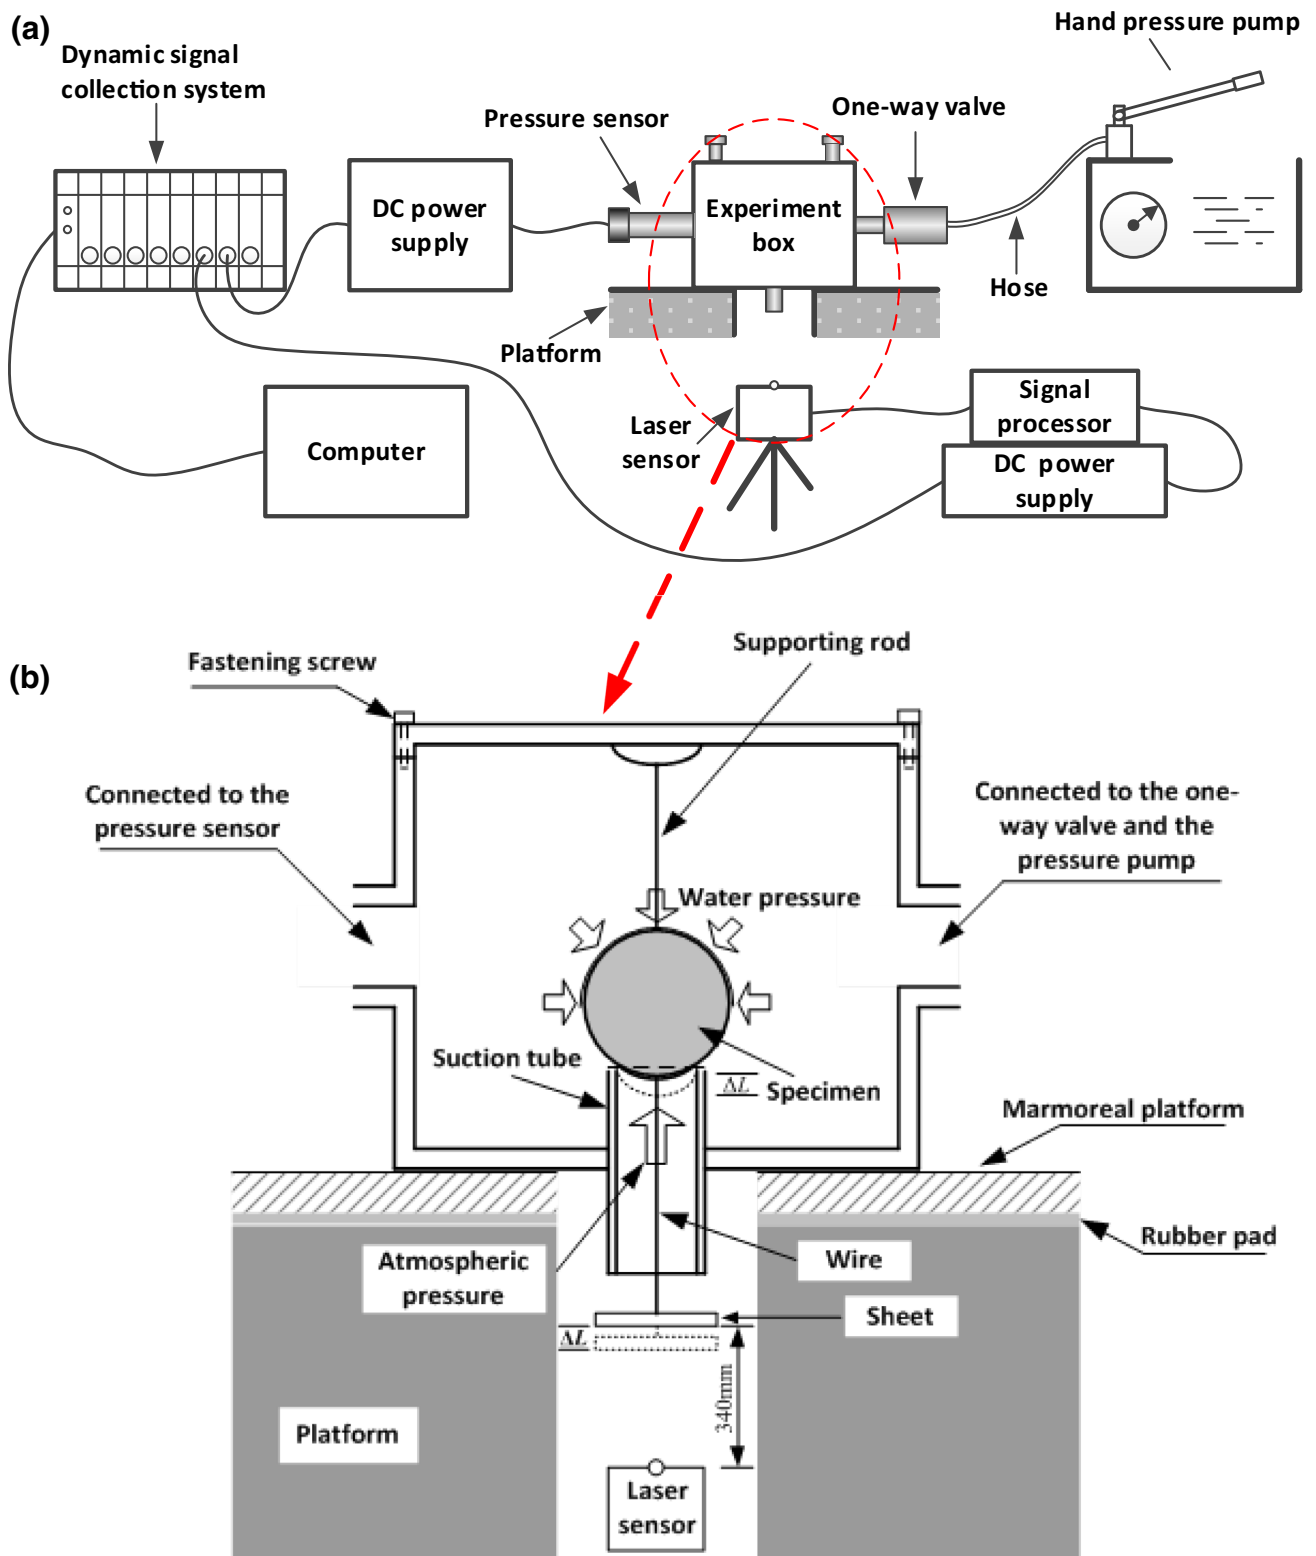 (a)
Hand pressure pump
Dynamic signal
collection system
Pressure sensor
One-way valve
DC power
supply
Experiment
box
Hose
Platform
Laser
sensor
Signal
processor
Computer
DC power
supply
(b)
Supporting rod
Fastening screw
Connected to the
pressure sensor
Connected to the one-
way valve and the
pressure pump
Water pressure
Suction tube
ΔL
Specimen
Marmoreal platform
Rubber pad
Atmospheric
pressure
Wire
Sheet
ΔL
340mm
Platform
Laser
sensor